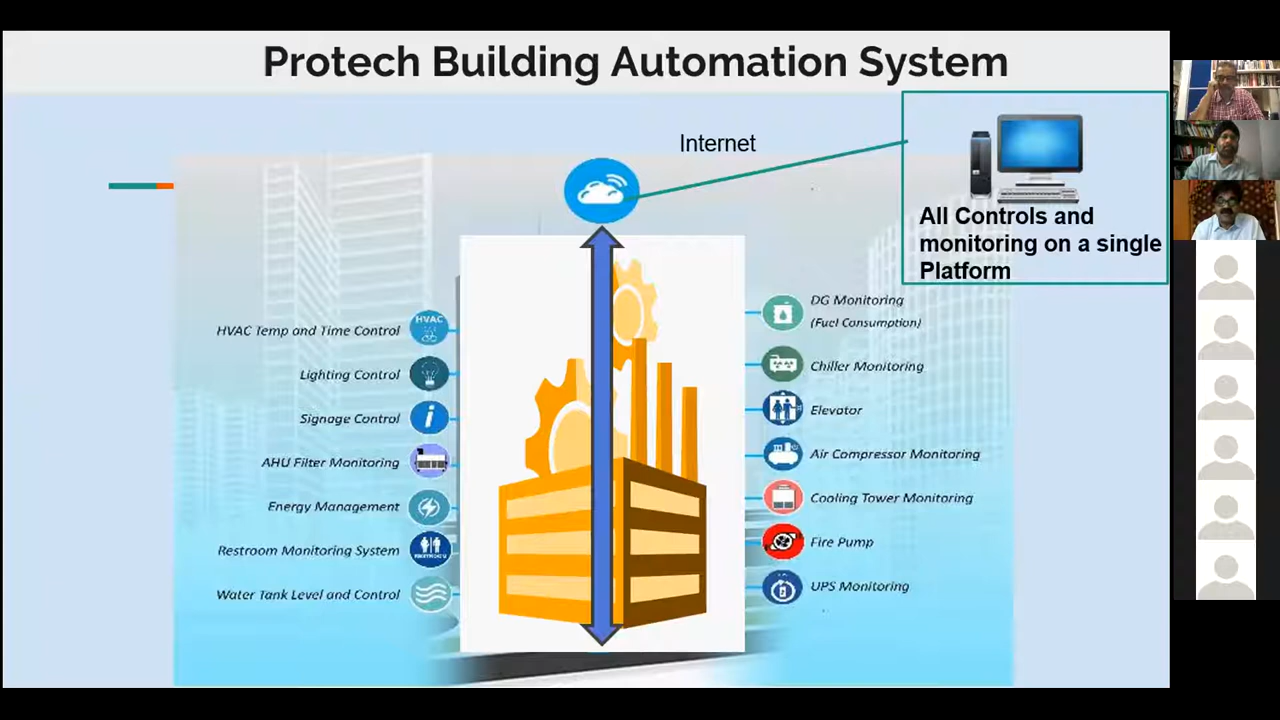 Protech Building Automation System
Internet
All Controls and
monitoring on a single
Platform
HVAC Temp and Time Control
HVAC
Lighting Control
Signage Control
i
AHU Filter Monitoring
Energy Management
Restroom Monitoring System
Water Tank Level and Control
DG Monitoring
(Fuel Consumption)
Chiller Monitoring
Elevator
Air Compressor Monitoring
Cooling Tower Monitoring
Fire Pump
UPS Monitoring